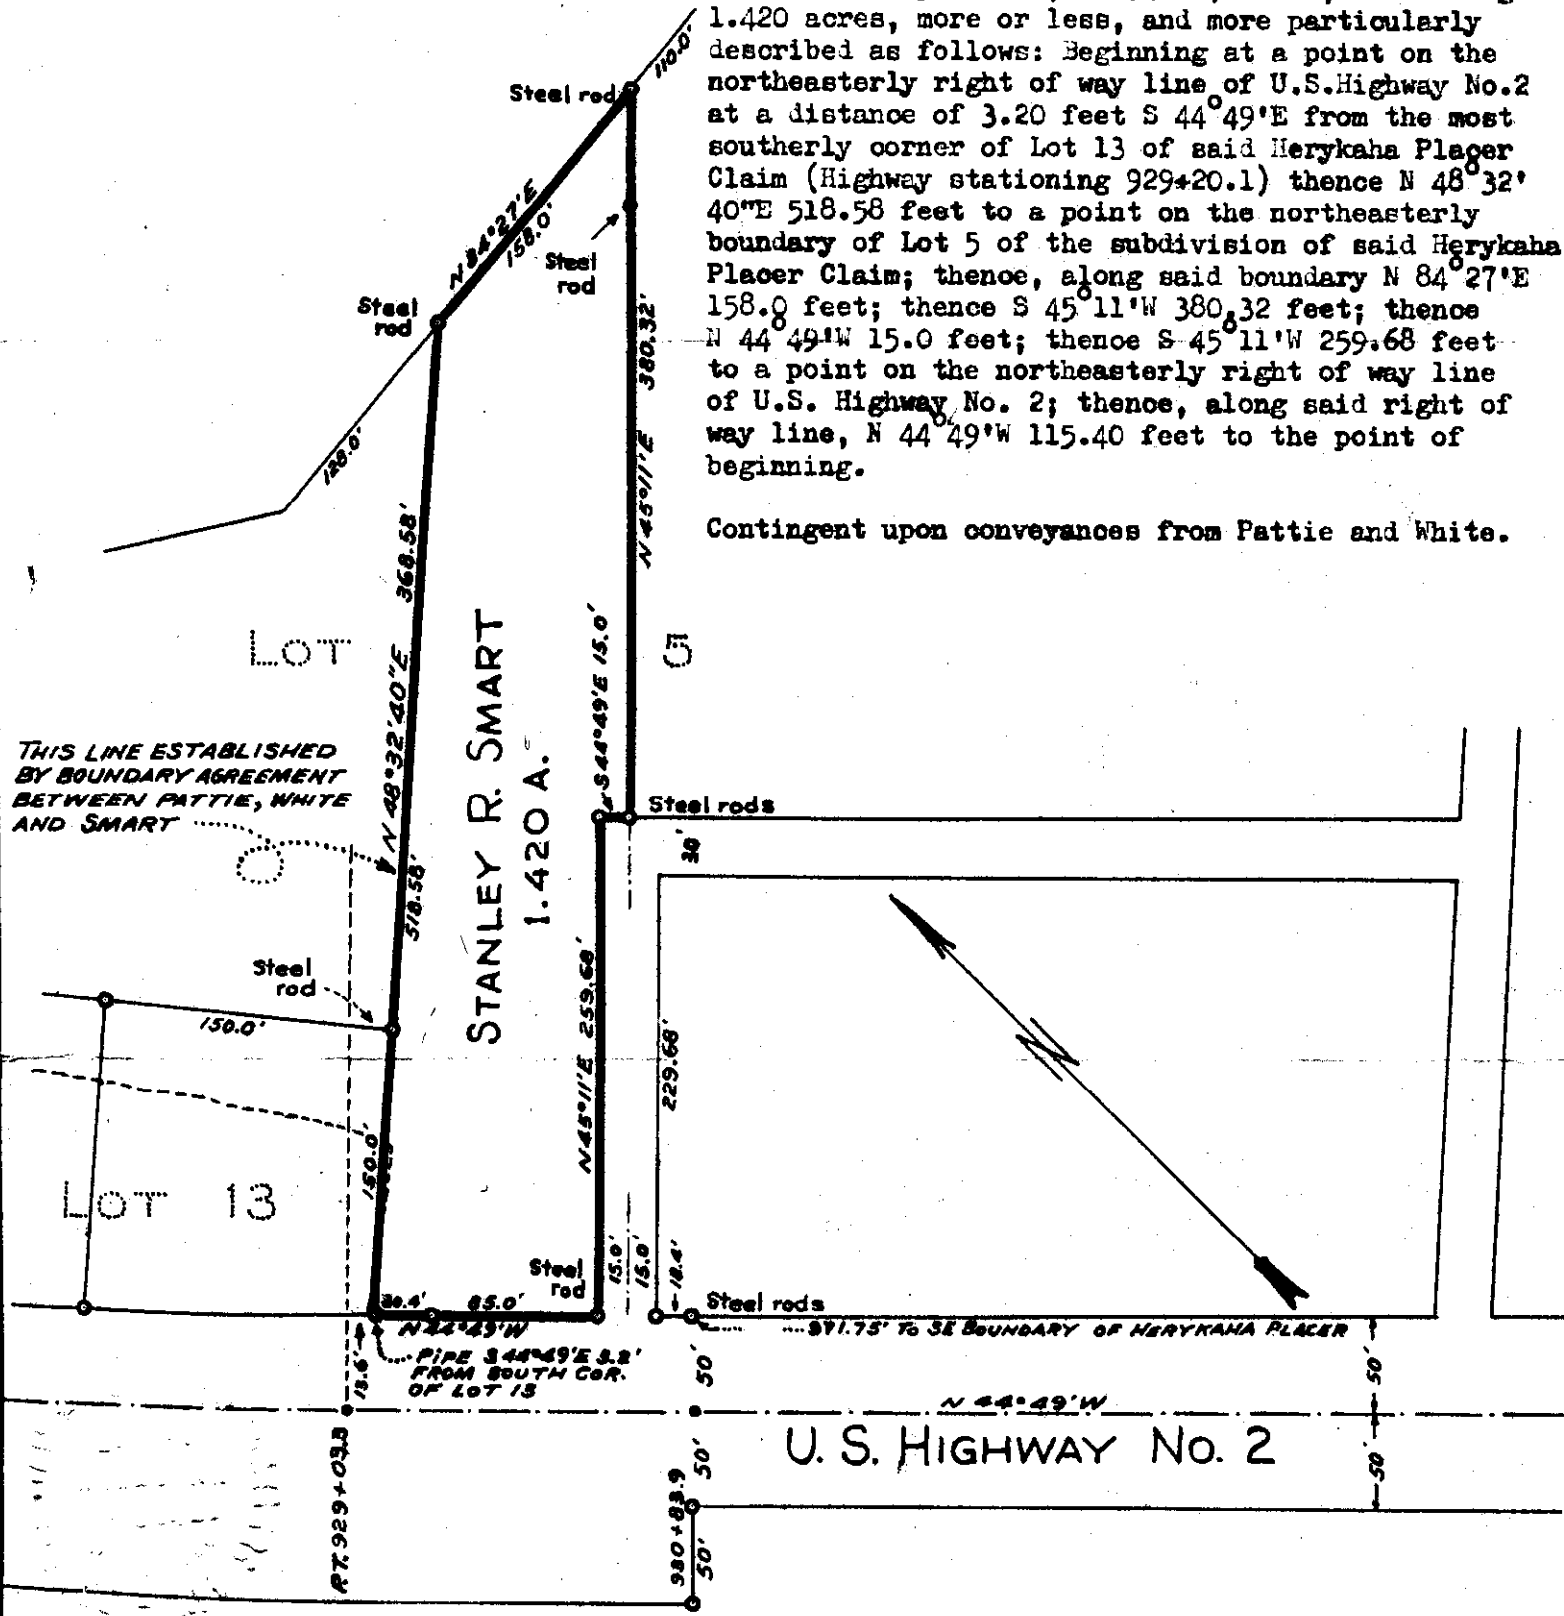 1.420 acres, more or less, and more particularly
described as follows: Beginning at a point on the
northeasterly right of way line of U.S.Highway No.2
at a distance of 3.20 feet S 44°49'E from the most
southerly corner of Lot 13 of said Herykaha Placer
Claim (Highway stationing 929+20.1) thence N 48°32'
40"E 518.58 feet to a point on the northeasterly
boundary of Lot 5 of the subdivision of said Herykaha
Placer Claim; thence, along said boundary N 84°27'E
158.0 feet; thence S 45°11'W 380.32 feet; thence
N 44°49'W 15.0 feet; thence S 45°11'W 259.68 feet
to a point on the northeasterly right of way line
of U.S. Highway No. 2; thence, along said right of
way line, N 44°49'W 115.40 feet to the point of
beginning.
Contingent upon conveyances from Pattie and White.
110.0'
Steel rod
N 84°27'E
158.0'
Steel
rod
Steel
rod
380.32'
N 45°11'E
128.0'
368.58'
LOT
5
N 48°32'40"E
518.58'
STANLEY R. SMART
1.420 A.
S 44°49'E 15.0'
THIS LINE ESTABLISHED
BY BOUNDARY AGREEMENT
BETWEEN PATTIE, WHITE
AND SMART
Steel rods
30'
Steel
rod
150.0'
N 45°11'E 259.68'
229.68'
150.0'
LOT 13
Steel
rod
15.0'
15.0'
18.4'
30.4'
85.0'
N 44°49'W
Steel rods
971.75' TO SE BOUNDARY OF HERYKAHA PLACER
PIPE S 44°49'E 3.2'
FROM SOUTH COR.
OF LOT 13
50'
50'
N 44°49'W
U. S. HIGHWAY No. 2
50'
50'
50'